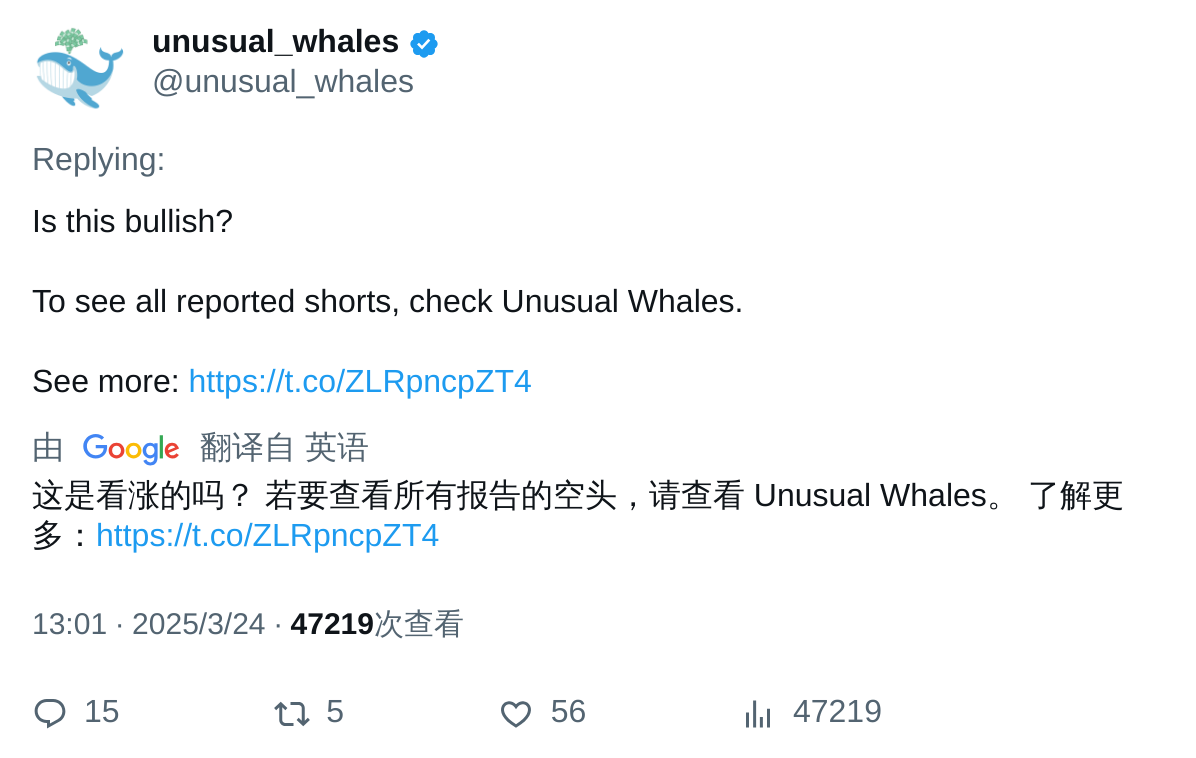 unusual_whales
@unusual_whales
Replying:
Is this bullish?
To see all reported shorts, check Unusual Whales.
See more: https://t.co/ZLRpncpZT4
由 Google 翻译自 英语
这是看涨的吗？ 若要查看所有报告的空头，请查看 Unusual Whales。 了解更
多：https://t.co/ZLRpncpZT4
13:01 · 2025/3/24 · 47219次查看
15 5 56 47219